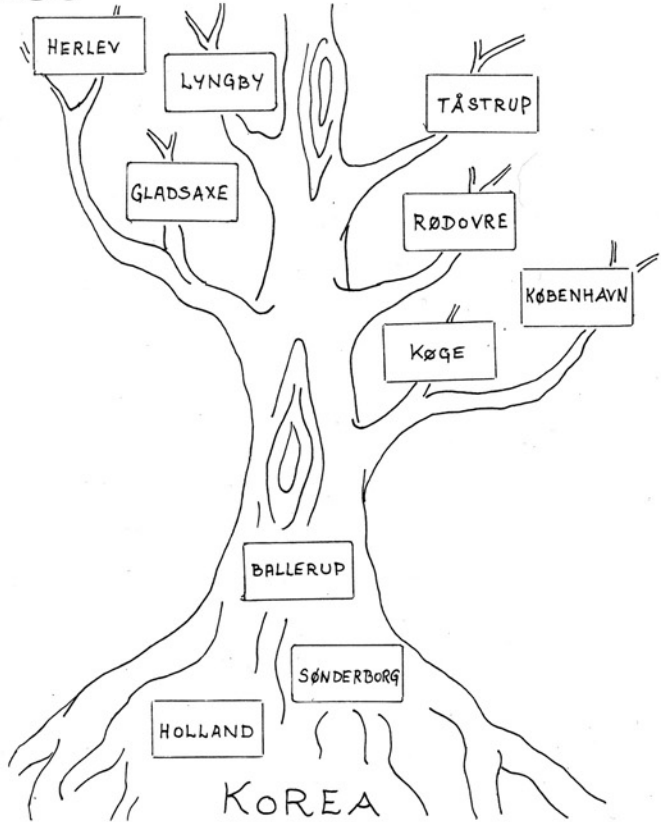 HERLEV
LYNGBY
TÅSTRUP
GLADSAXE
RØDOVRE
KØBENHAVN
KØGE
BALLERUP
SØNDERBORG
HOLLAND
KOREA